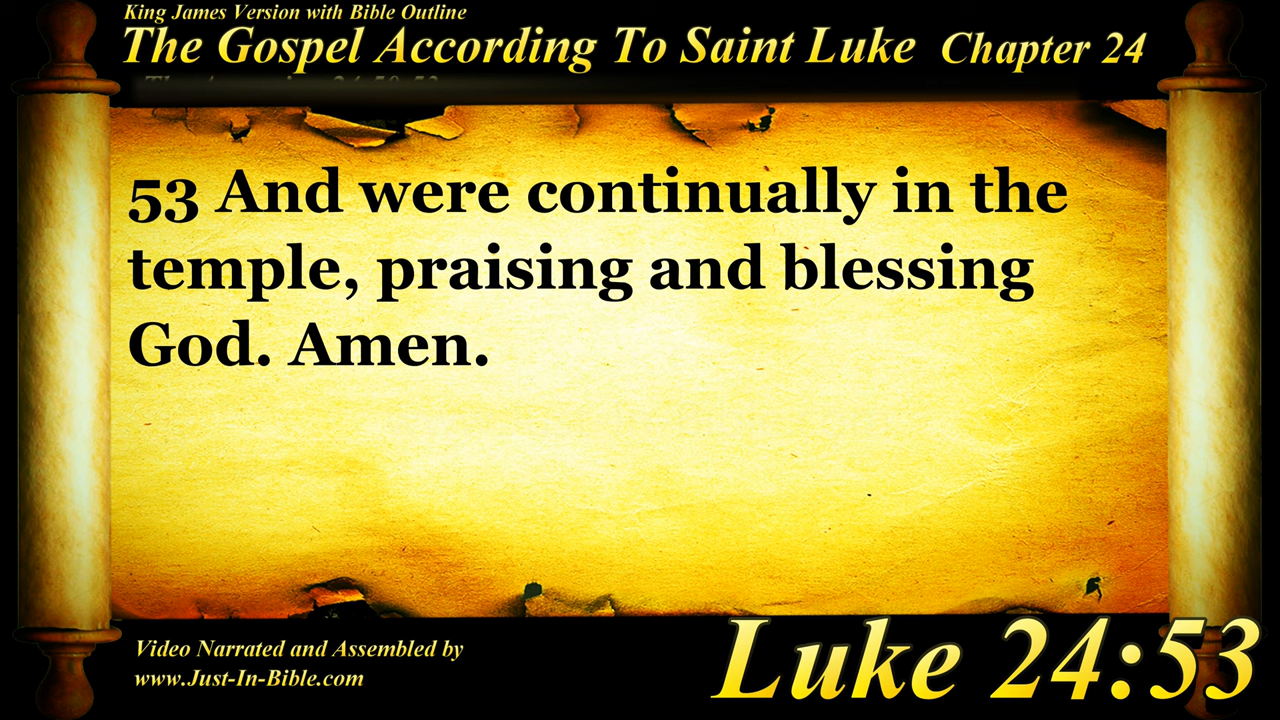 King James Version with Bible Outline
The Gospel According To Saint Luke Chapter 24
53 And were continually in the
temple, praising and blessing
God. Amen.
Video Narrated and Assembled by
www.Just-In-Bible.com
Luke 24:53